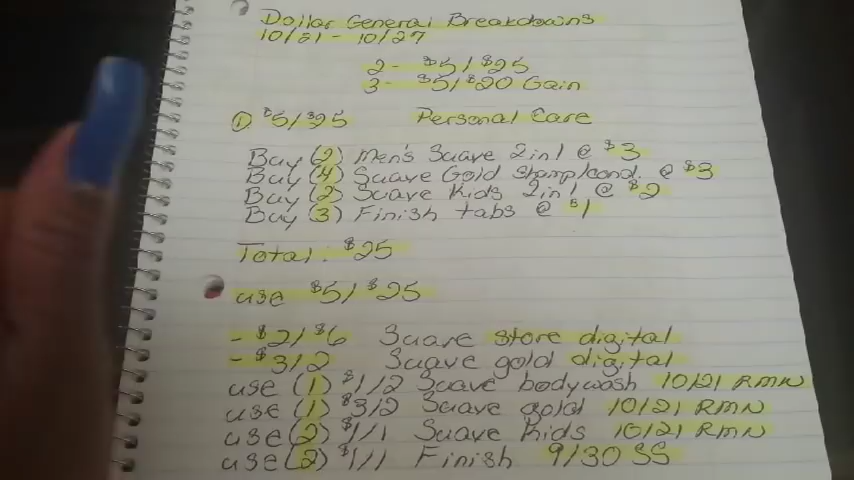 Dollar General Breakdowns
10/21 - 10/27
2- $5/$25
3- $5/$20 Gain
① $5/$25 Personal Care
Buy (2) Men's Suave 2in1 @ $3
Buy (4) Suave Gold Shamp/cond. @ $3
Buy (2) Suave Kids 2in1 @ $2
Buy (3) Finish tabs @ $1
Total: $25
use $5/$25
- $2/$6 Suave store digital
- $3/2 Suave gold digital
use (1) $1/2 Suave bodywash 10/21 RMN
use (1) $3/2 Suave gold 10/21 RMN
use (2) $1/1 Suave Kids 10/21 RMN
use (2) $1/1 Finish 9/30 SS